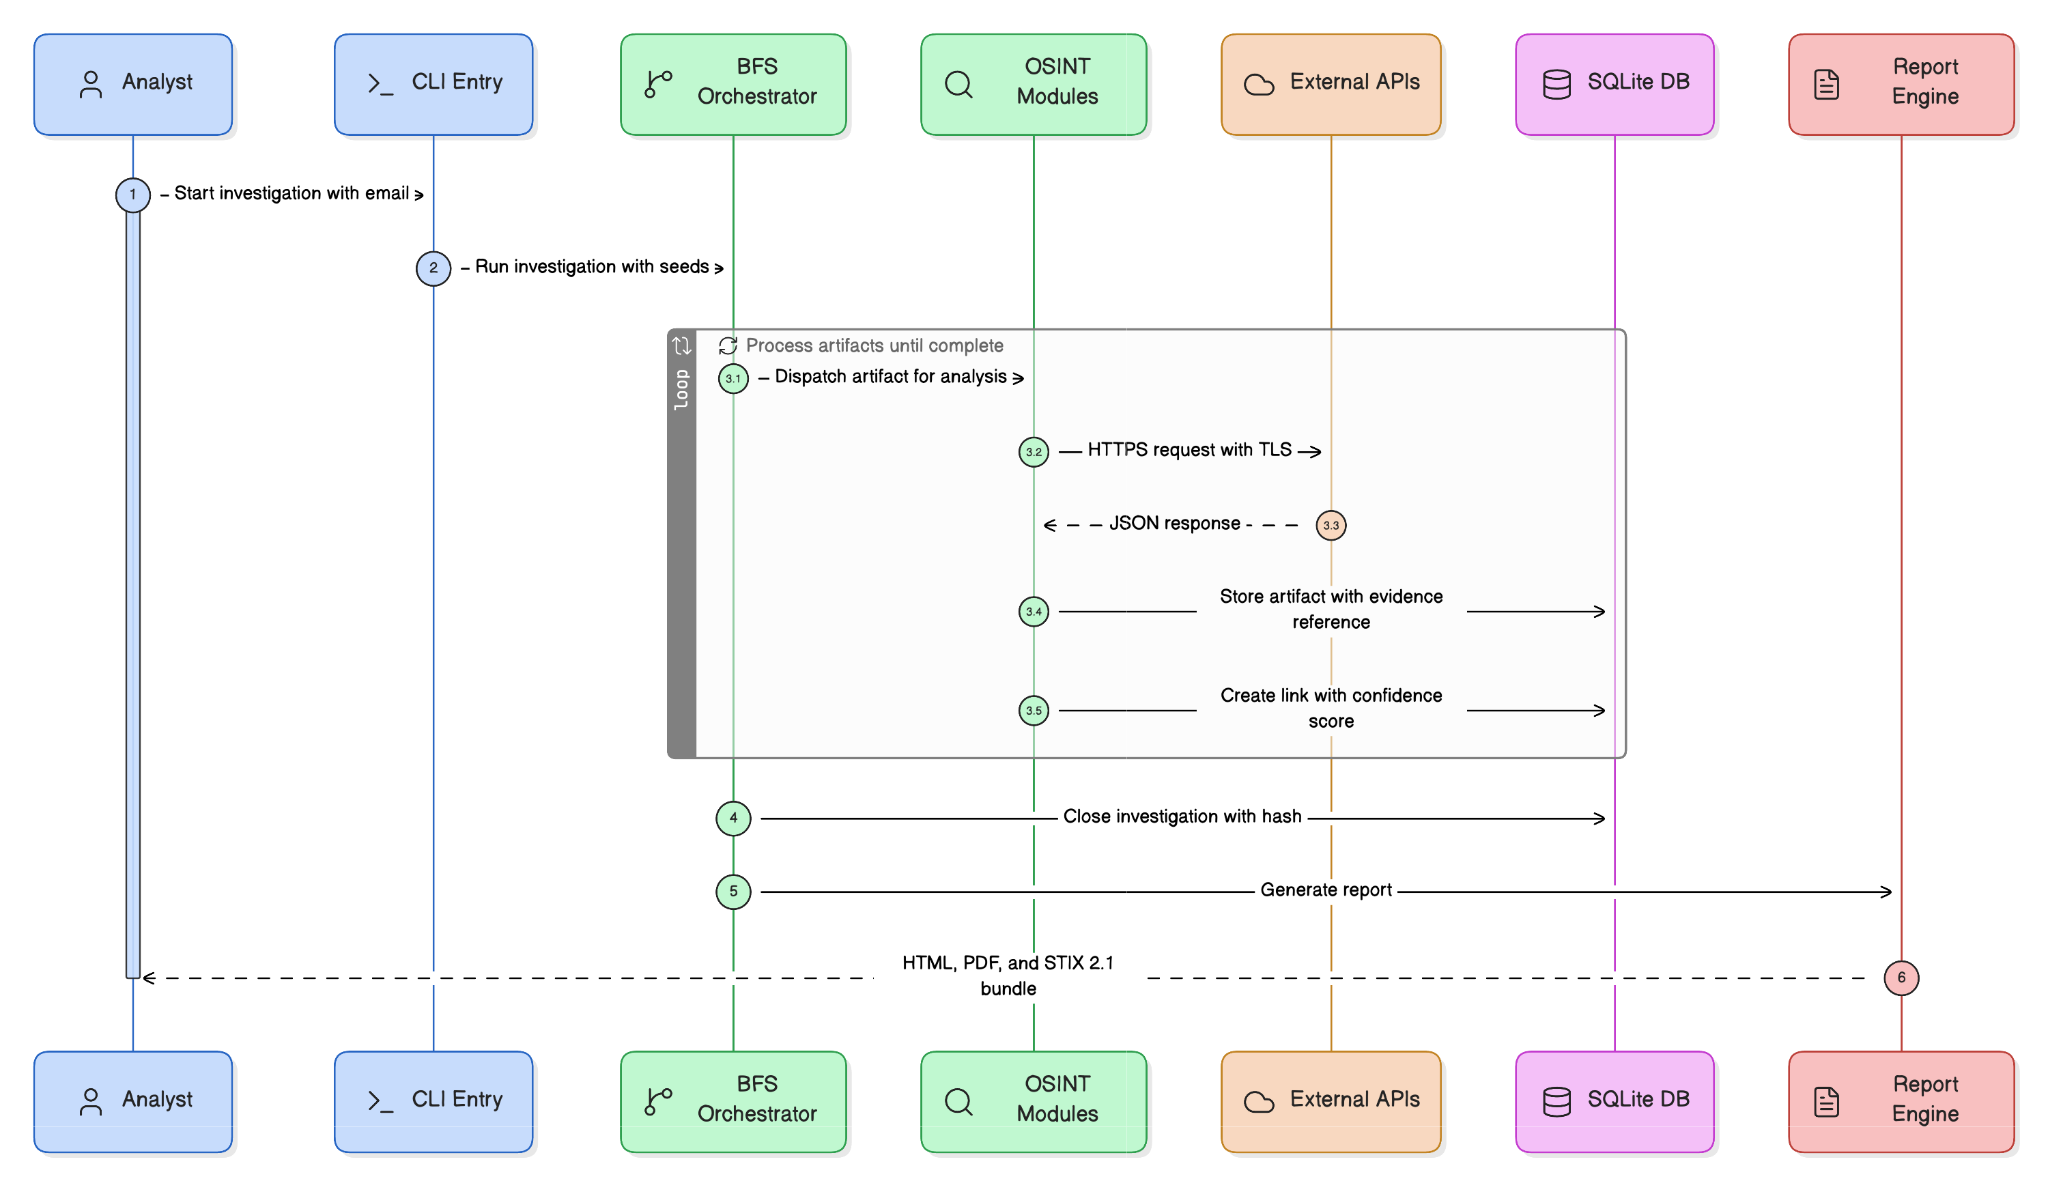 Analyst
CLI Entry
BFS
Orchestrator
OSINT
Modules
External APIs
SQLite DB
Report
Engine
1
Start investigation with email
2
Run investigation with seeds
loop
Process artifacts until complete
3.1
Dispatch artifact for analysis
3.2
HTTPS request with TLS
JSON response
3.3
3.4
Store artifact with evidence
reference
3.5
Create link with confidence
score
4
Close investigation with hash
5
Generate report
HTML, PDF, and STIX 2.1
bundle
6
Analyst
CLI Entry
BFS
Orchestrator
OSINT
Modules
External APIs
SQLite DB
Report
Engine